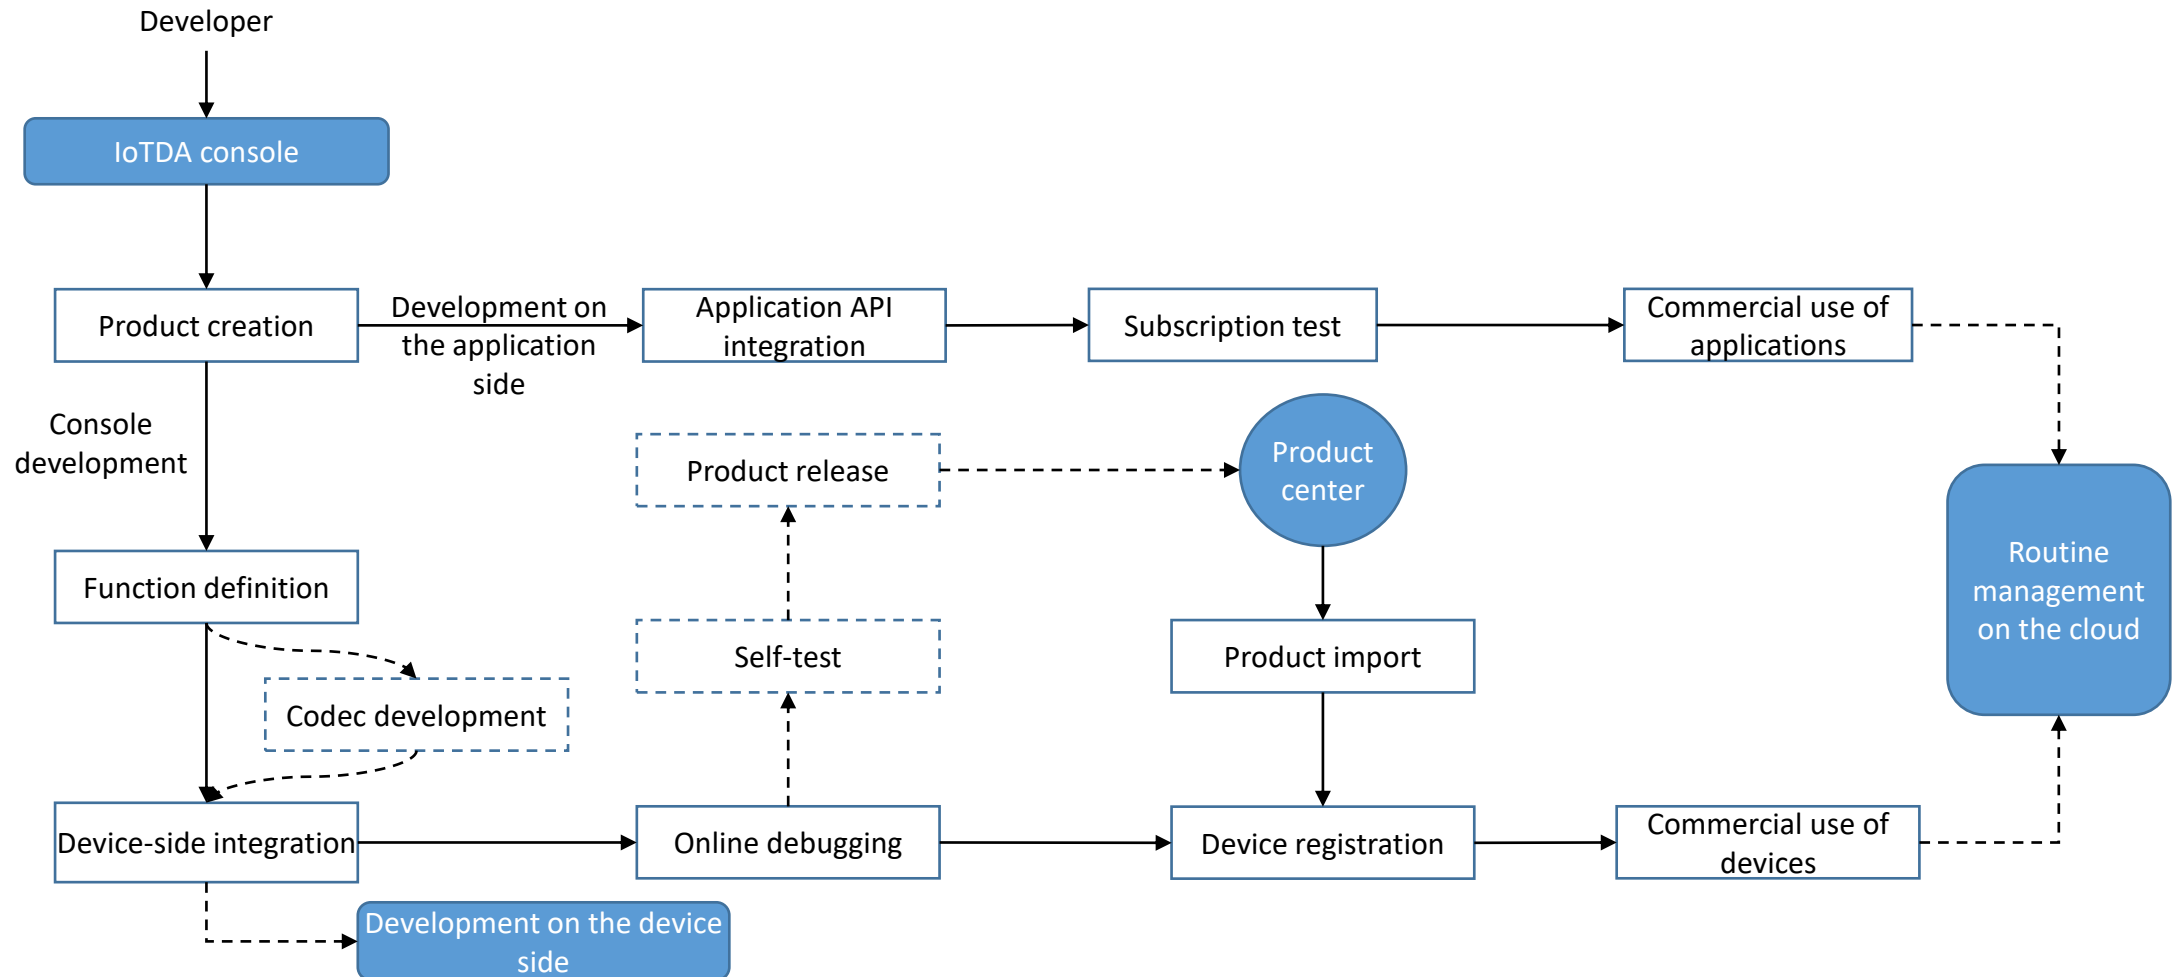 Developer
IoTDA console
Product creation
Development on
the application
side
Application API
integration
Subscription test
Commercial use of
applications
Console
development
Product release
Product
center
Routine
management
on the cloud
Function definition
Self-test
Product import
Codec development
Device-side integration
Online debugging
Device registration
Commercial use of
devices
Development on the device
side